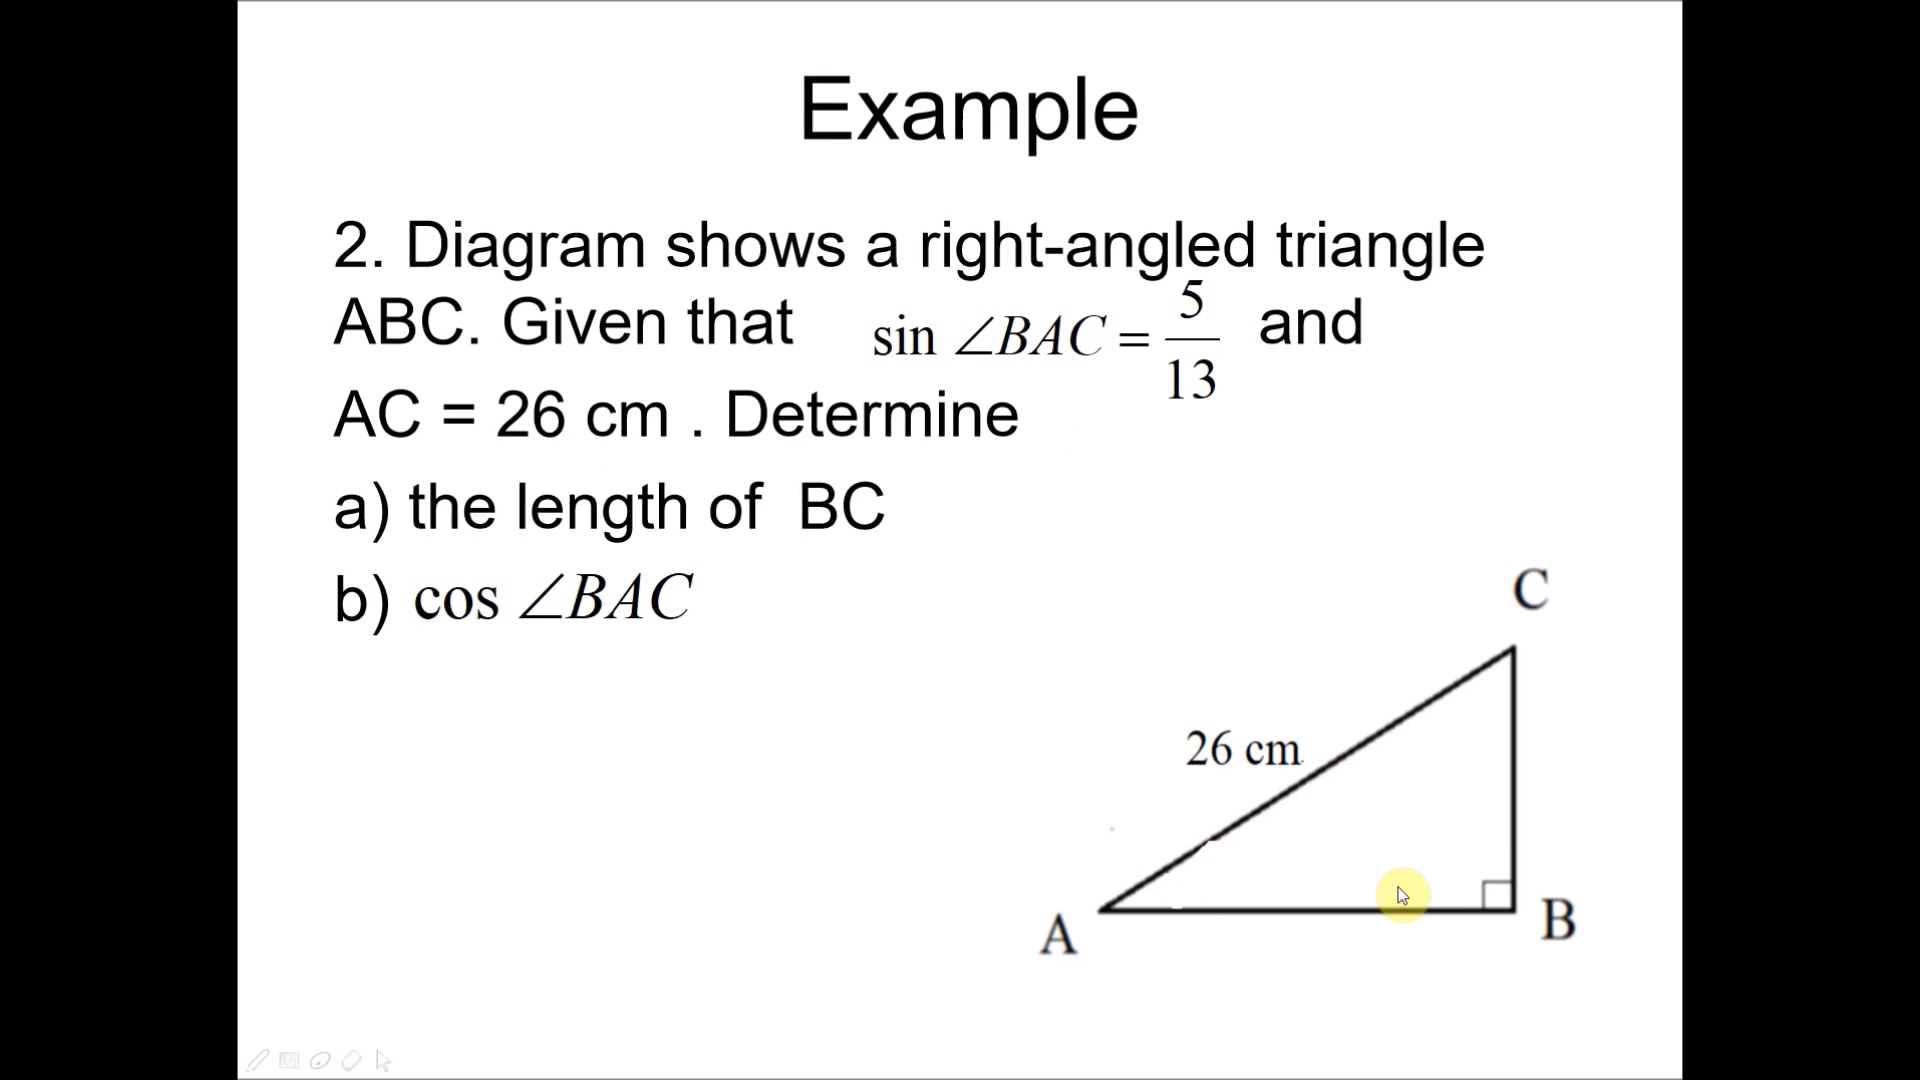 Example
2. Diagram shows a right-angled triangle
ABC. Given that sin ∠BAC = 5/13 and
AC = 26 cm . Determine
a) the length of BC
b) cos ∠BAC
C
26 cm
A
B